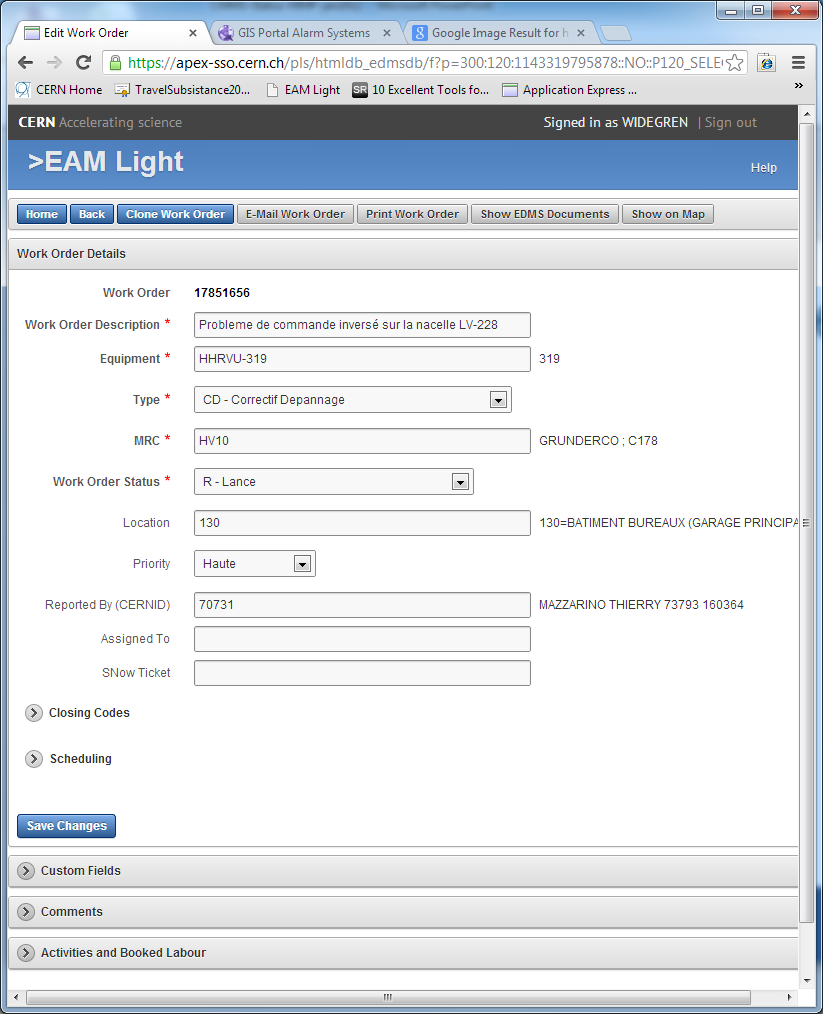 Edit Work Order
GIS Portal Alarm Systems
Google Image Result for h
https://apex-sso.cern.ch/pls/htmldb_edmsdb/f?p=300:120:1143319795878::NO::P120_SELE
CERN Home TravelSubsistance20... EAM Light SR 10 Excellent Tools fo... Application Express ... »
CERN Accelerating science Signed in as WIDEGREN | Sign out
>EAM Light
Help
Home Back Clone Work Order E-Mail Work Order Print Work Order Show EDMS Documents Show on Map
Work Order Details
Work Order 17851656
Work Order Description * Probleme de commande inversé sur la nacelle LV-228
Equipment * HHRVU-319 319
Type * CD - Correctif Depannage
MRC * HV10 GRUNDERCO ; C178
Work Order Status * R - Lance
Location 130 130=BATIMENT BUREAUX (GARAGE PRINCIPA
Priority Haute
Reported By (CERNID) 70731 MAZZARINO THIERRY 73793 160364
Assigned To
SNow Ticket
Closing Codes
Scheduling
Save Changes
Custom Fields
Comments
Activities and Booked Labour